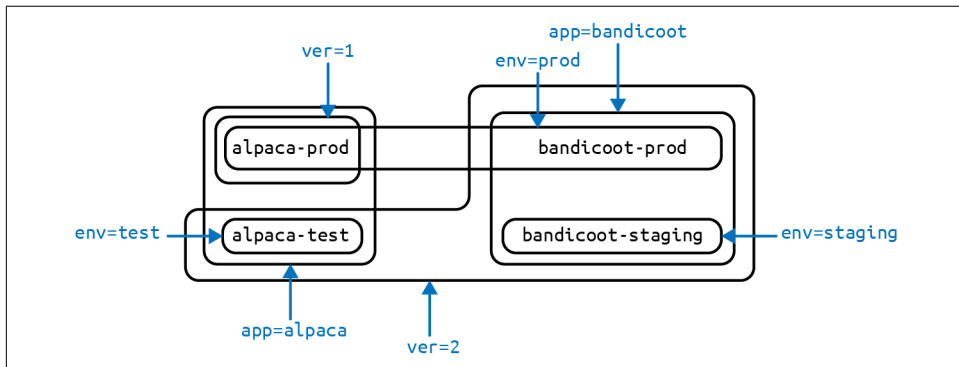 app=bandicoot
ver=1
env=prod
alpaca-prod
bandicoot-prod
env=test
alpaca-test
bandicoot-staging
env=staging
app=alpaca
ver=2